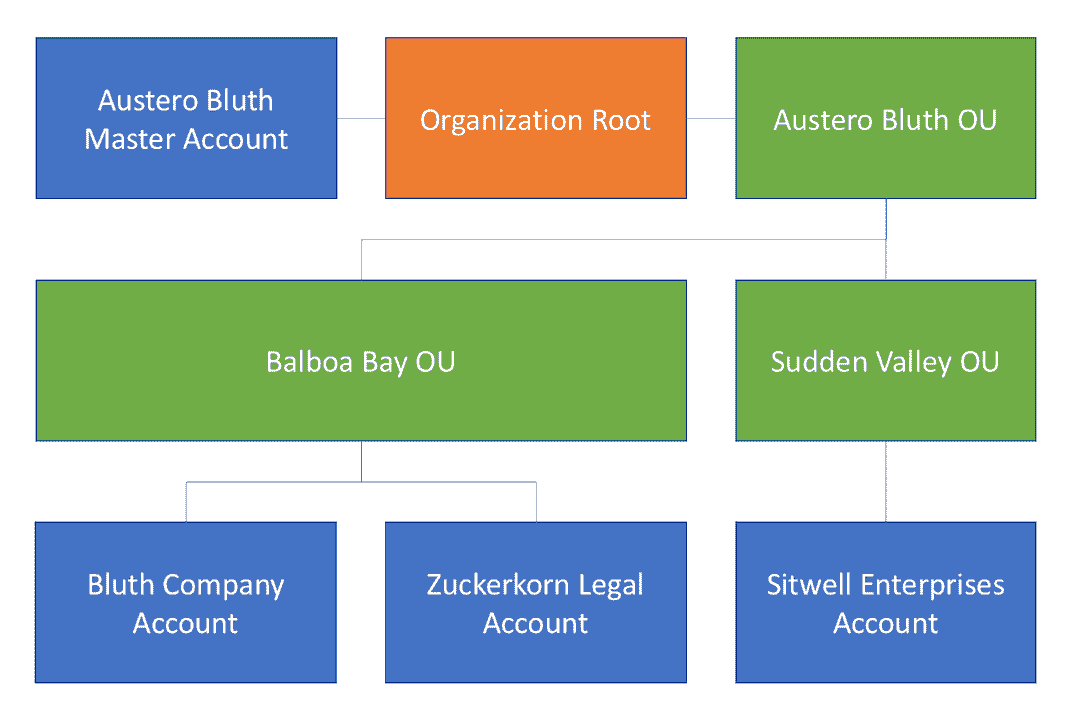 Austero Bluth
Master Account
Organization Root
Austero Bluth OU
Balboa Bay OU
Sudden Valley OU
Bluth Company
Account
Zuckerkorn Legal
Account
Sitwell Enterprises
Account